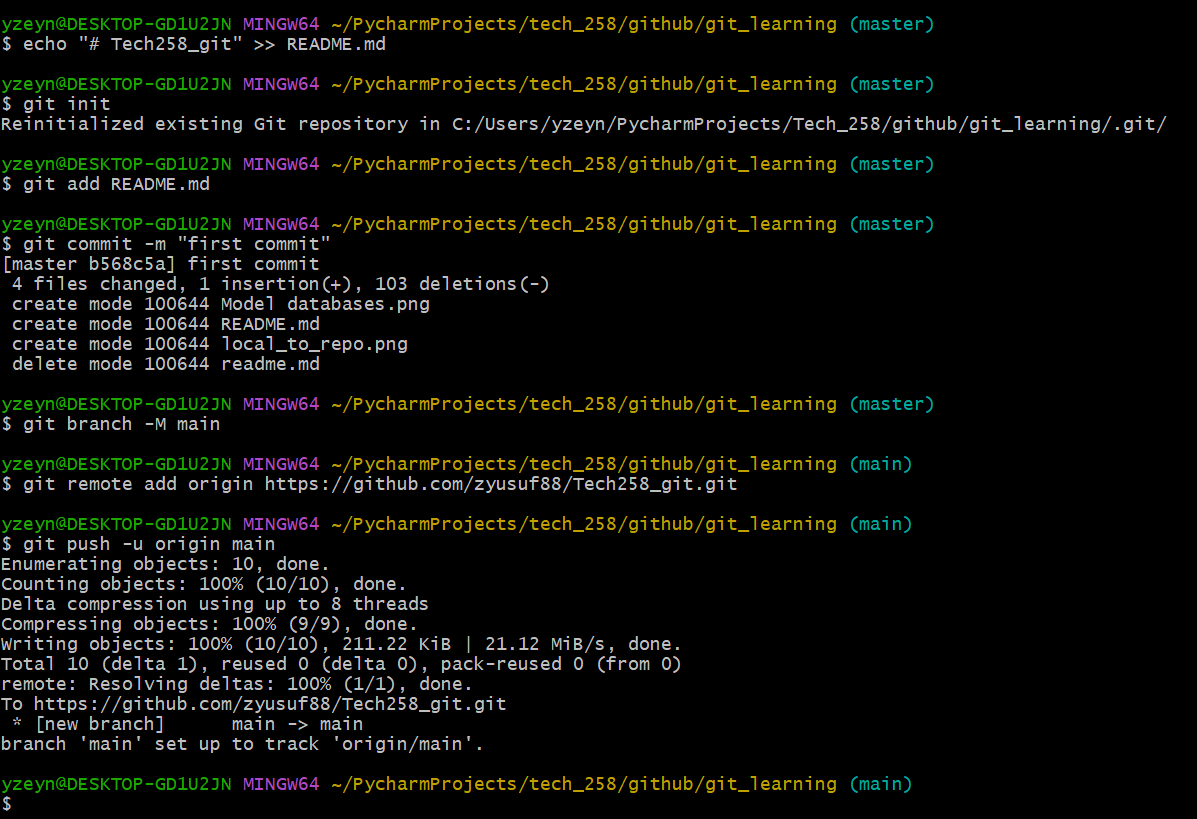 yzeyn@DESKTOP-GD1U2JN MINGW64 ~/PycharmProjects/tech_258/github/git_learning (master)
$ echo "# Tech258_git" >> README.md
yzeyn@DESKTOP-GD1U2JN MINGW64 ~/PycharmProjects/tech_258/github/git_learning (master)
$ git init
Reinitialized existing Git repository in C:/Users/yzeyn/PycharmProjects/Tech_258/github/git_learning/.git/
yzeyn@DESKTOP-GD1U2JN MINGW64 ~/PycharmProjects/tech_258/github/git_learning (master)
$ git add README.md
yzeyn@DESKTOP-GD1U2JN MINGW64 ~/PycharmProjects/tech_258/github/git_learning (master)
$ git commit -m "first commit"
[master b568c5a] first commit
 4 files changed, 1 insertion(+), 103 deletions(-)
 create mode 100644 Model databases.png
 create mode 100644 README.md
 create mode 100644 local_to_repo.png
 delete mode 100644 readme.md
yzeyn@DESKTOP-GD1U2JN MINGW64 ~/PycharmProjects/tech_258/github/git_learning (master)
$ git branch -M main
yzeyn@DESKTOP-GD1U2JN MINGW64 ~/PycharmProjects/tech_258/github/git_learning (main)
$ git remote add origin https://github.com/zyusuf88/Tech258_git.git
yzeyn@DESKTOP-GD1U2JN MINGW64 ~/PycharmProjects/tech_258/github/git_learning (main)
$ git push -u origin main
Enumerating objects: 10, done.
Counting objects: 100% (10/10), done.
Delta compression using up to 8 threads
Compressing objects: 100% (9/9), done.
Writing objects: 100% (10/10), 211.22 KiB | 21.12 MiB/s, done.
Total 10 (delta 1), reused 0 (delta 0), pack-reused 0 (from 0)
remote: Resolving deltas: 100% (1/1), done.
To https://github.com/zyusuf88/Tech258_git.git
 * [new branch]      main -> main
branch 'main' set up to track 'origin/main'.
yzeyn@DESKTOP-GD1U2JN MINGW64 ~/PycharmProjects/tech_258/github/git_learning (main)
$